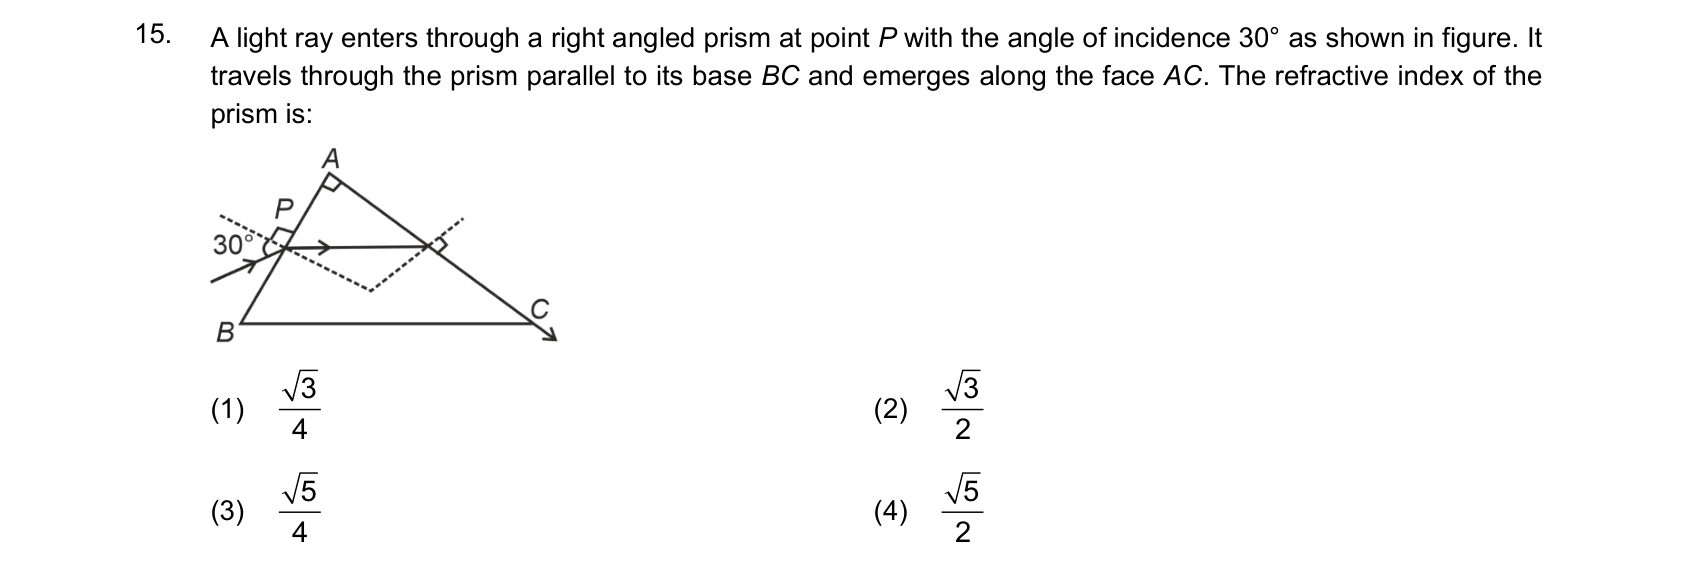 15. A light ray enters through a right angled prism at point P with the angle of incidence 30° as shown in figure. It
travels through the prism parallel to its base BC and emerges along the face AC. The refractive index of the
prism is:
A
P
30°
C
B
(1) √3/4 (2) √3/2
(3) √5/4 (4) √5/2